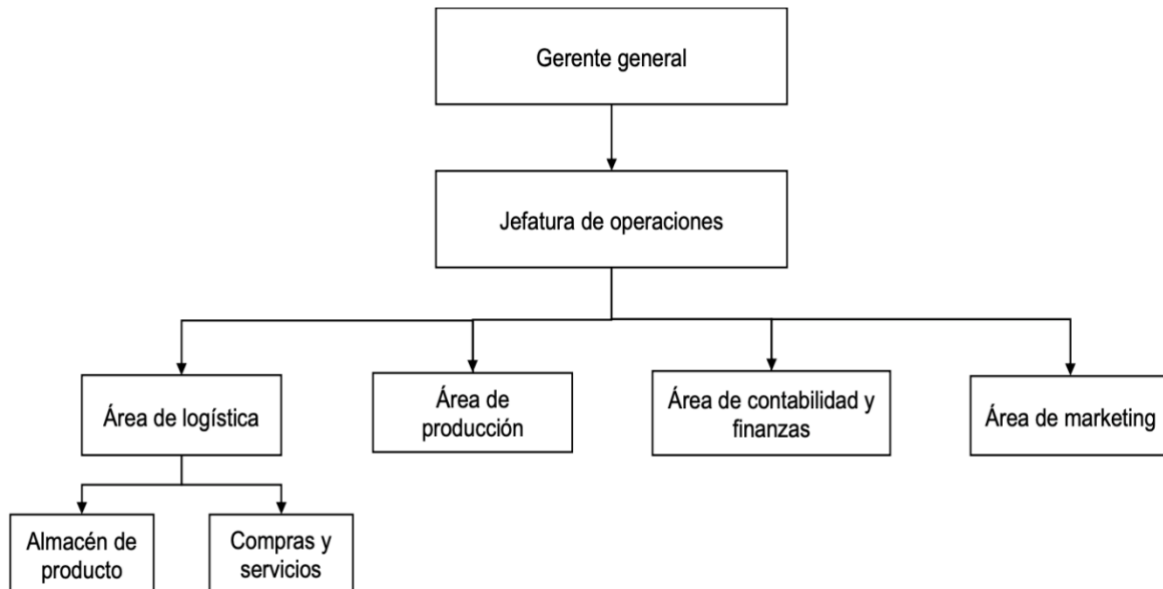 Gerente general
Jefatura de operaciones
Área de logística
Área de
producción
Área de contabilidad y
finanzas
Área de marketing
Almacén de
producto
Compras y
servicios